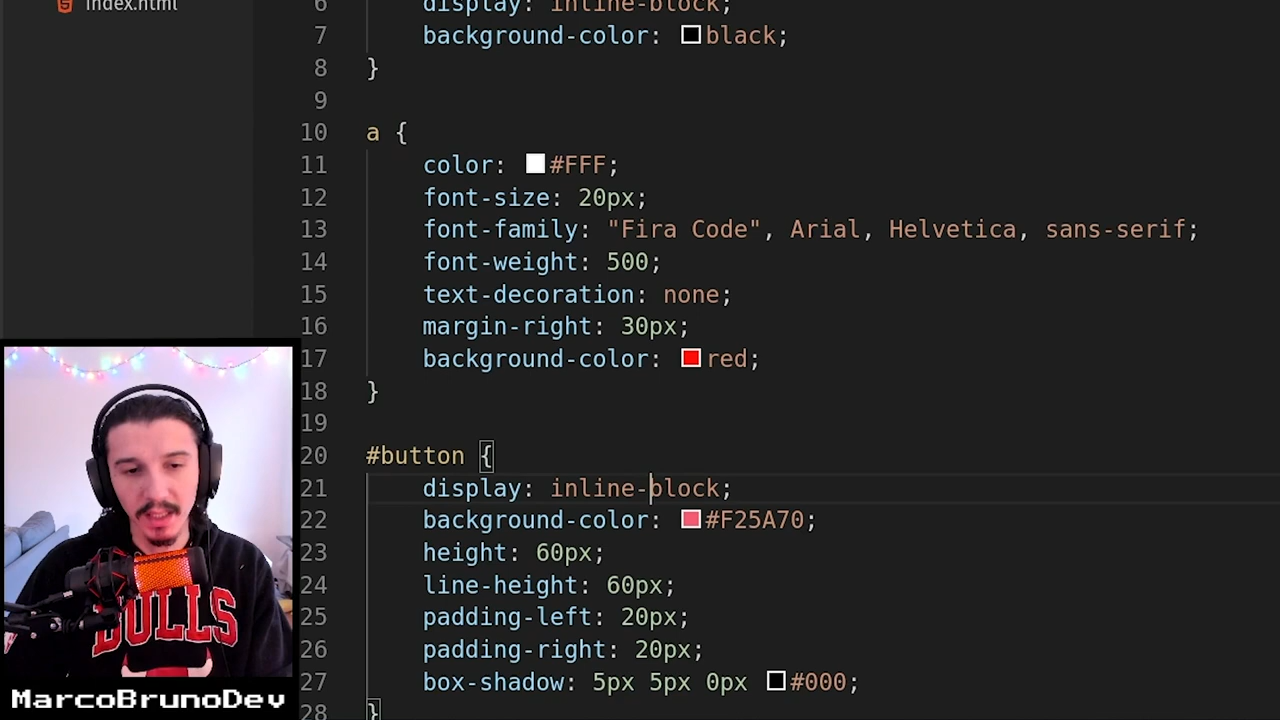 index.html
6 display: inline-block;
7 background-color: black;
8 }
9
10 a {
11 color: #FFF;
12 font-size: 20px;
13 font-family: "Fira Code", Arial, Helvetica, sans-serif;
14 font-weight: 500;
15 text-decoration: none;
16 margin-right: 30px;
17 background-color: red;
18 }
19
20 #button {
21 display: inline-block;
22 background-color: #F25A70;
23 height: 60px;
24 line-height: 60px;
25 padding-left: 20px;
26 padding-right: 20px;
27 box-shadow: 5px 5px 0px #000;
28 }
BULLS
MarcoBrunoDev